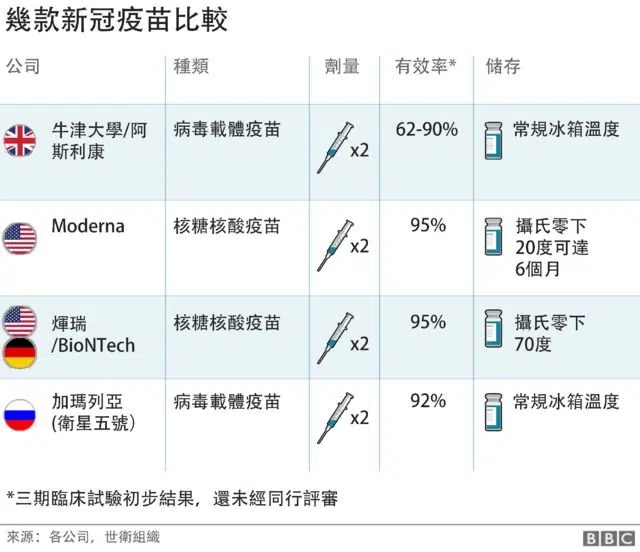 幾款新冠疫苗比較
公司 種類 劑量 有效率* 儲存
牛津大學/阿斯利康 病毒載體疫苗 x2 62-90% 常規冰箱溫度
Moderna 核糖核酸疫苗 x2 95% 攝氏零下20度可達6個月
煇瑞/BioNTech 核糖核酸疫苗 x2 95% 攝氏零下70度
加瑪列亞(衛星五號) 病毒載體疫苗 x2 92% 常規冰箱溫度
*三期臨床試驗初步結果，還未經同行評審
來源：各公司，世衛組織
BBC